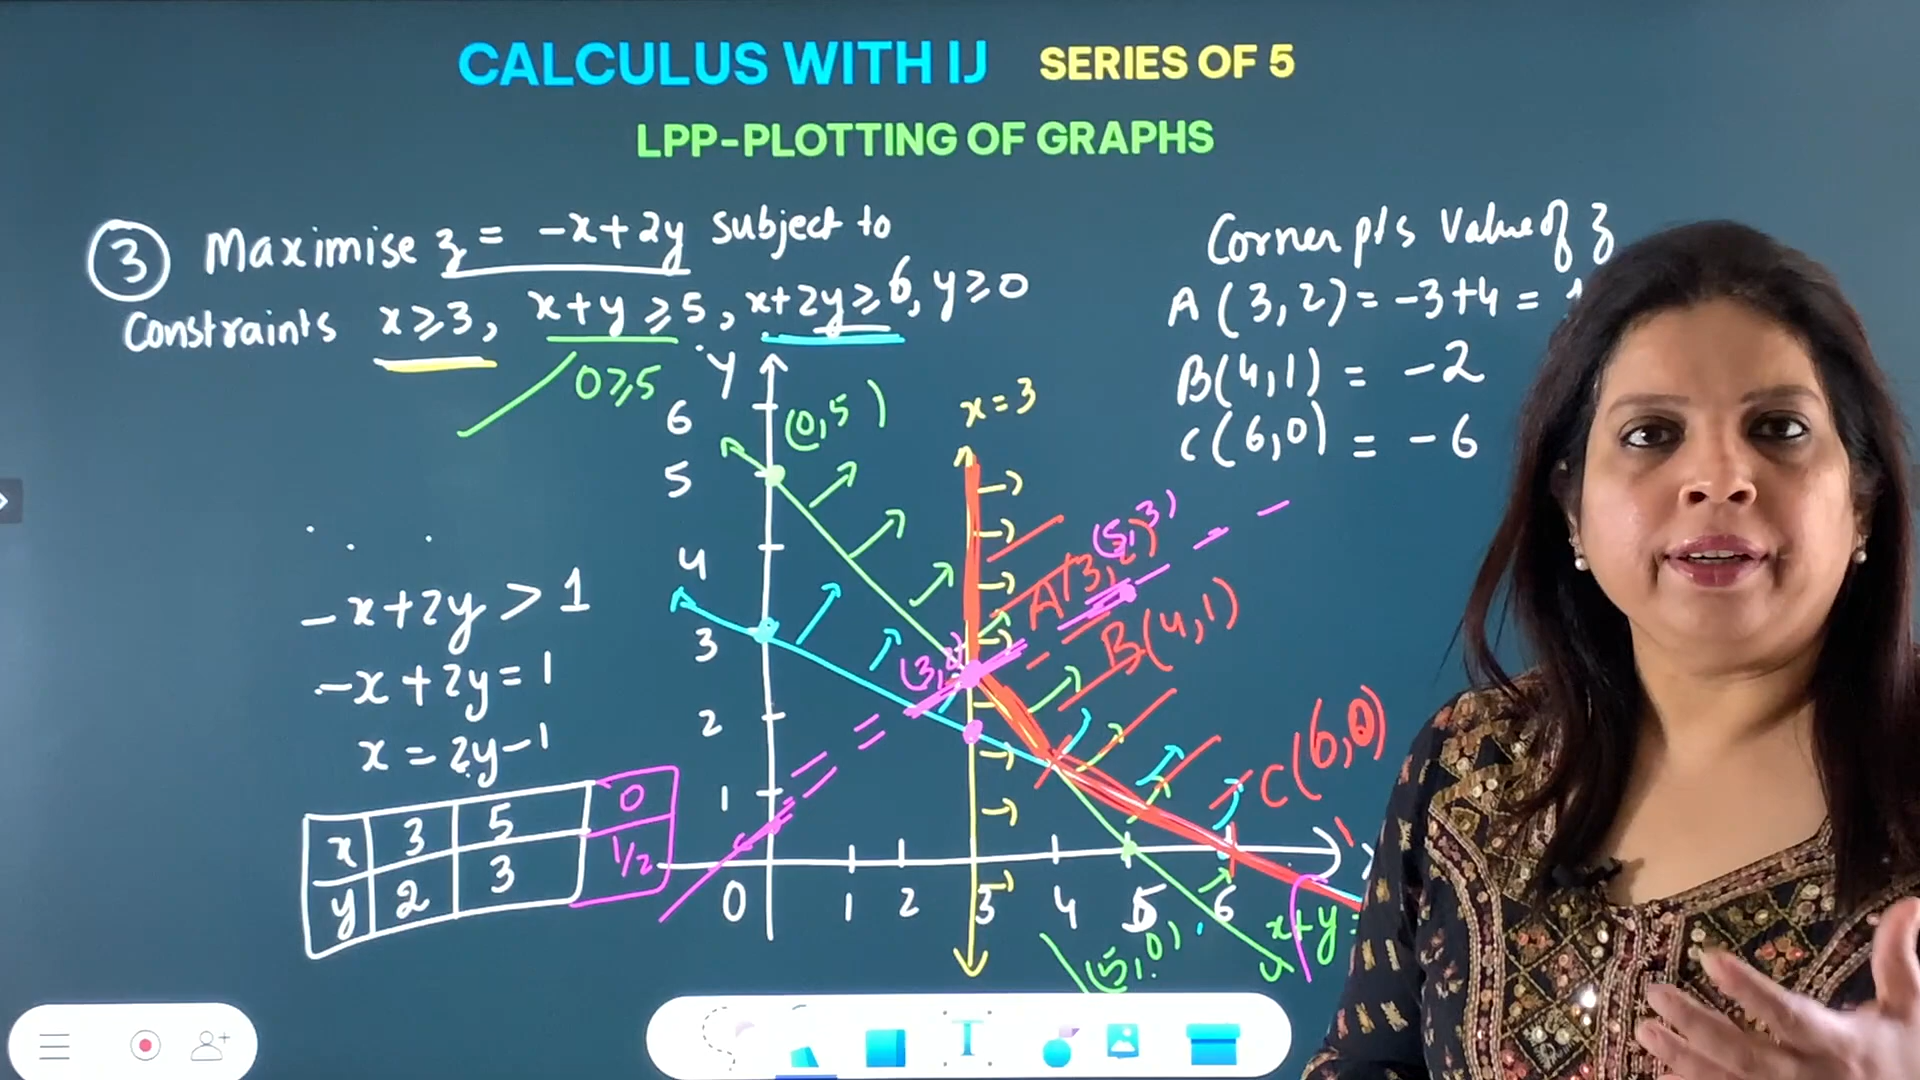 CALCULUS WITH IJ SERIES OF 5
LPP-PLOTTING OF GRAPHS
3 Maximise z = -x+2y subject to
Constraints x≥3, x+y≥5, x+2y≥6, y≥0
0≥5
Corner pts Value of z
A(3,2) = -3+4 =
B(4,1) = -2
C(6,0) = -6
Y
6
5
4
3
2
1
0 1 2 3 4 5 6
(0,5)
x=3
(5,3)
A(3,2)
B(4,1)
C(6,0)
(5,0)
x+y=
-x+2y > 1
-x+2y = 1
x = 2y-1
x 3 5 0
y 2 3 1/2
T